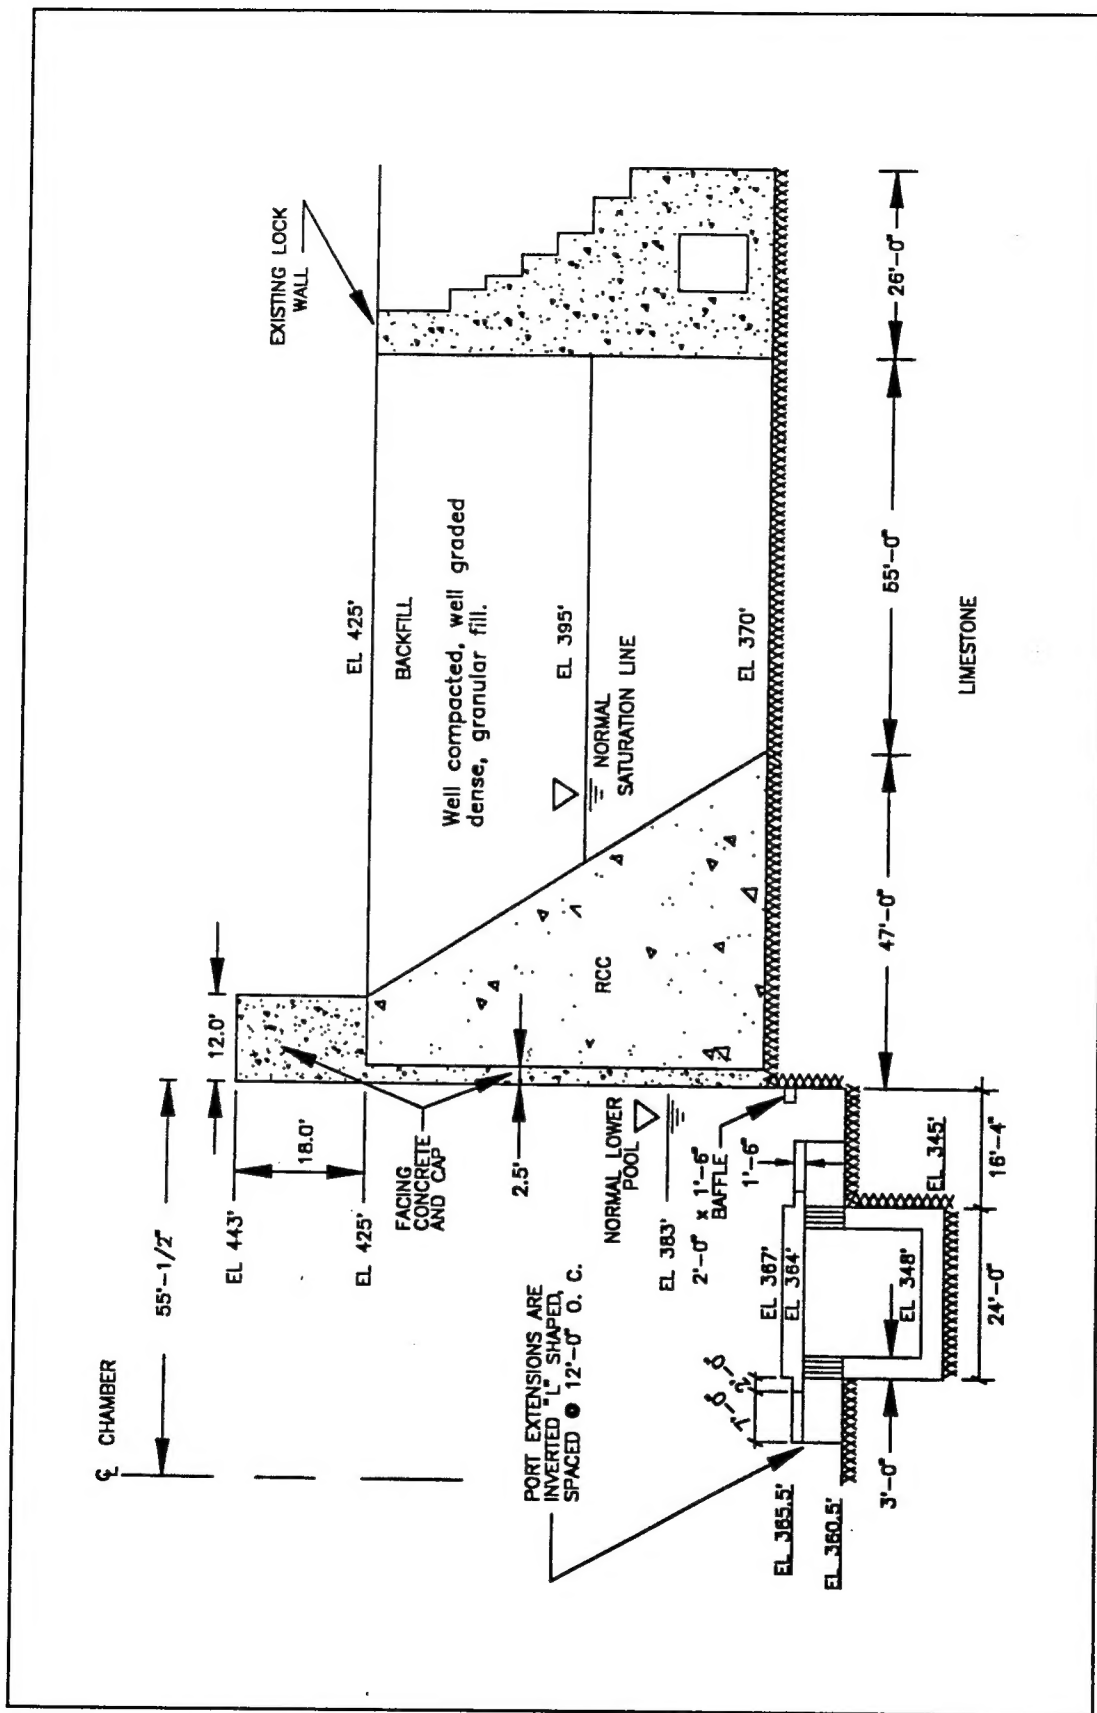 ℄ CHAMBER
55'-1/2"
EL 443'
18.0'
EL 425'
12.0'
FACING
CONCRETE
AND CAP
2.5'
EXISTING LOCK
WALL
EL 425'
BACKFILL
Well compacted, well graded
dense, granular fill.
EL 395'
NORMAL
SATURATION LINE
RCC
EL 370'
PORT EXTENSIONS ARE
INVERTED "L" SHAPED,
SPACED @ 12'-0" O. C.
NORMAL LOWER
POOL
EL 383'
2'-0" x 1'-6"
BAFFLE
1'-6"
EL 367'
EL 364'
EL 348'
EL 345'
7'-0"
2'-0"
EL 365.5'
EL 360.5'
3'-0"
24'-0"
16'-4"
47'-0"
55'-0"
26'-0"
LIMESTONE